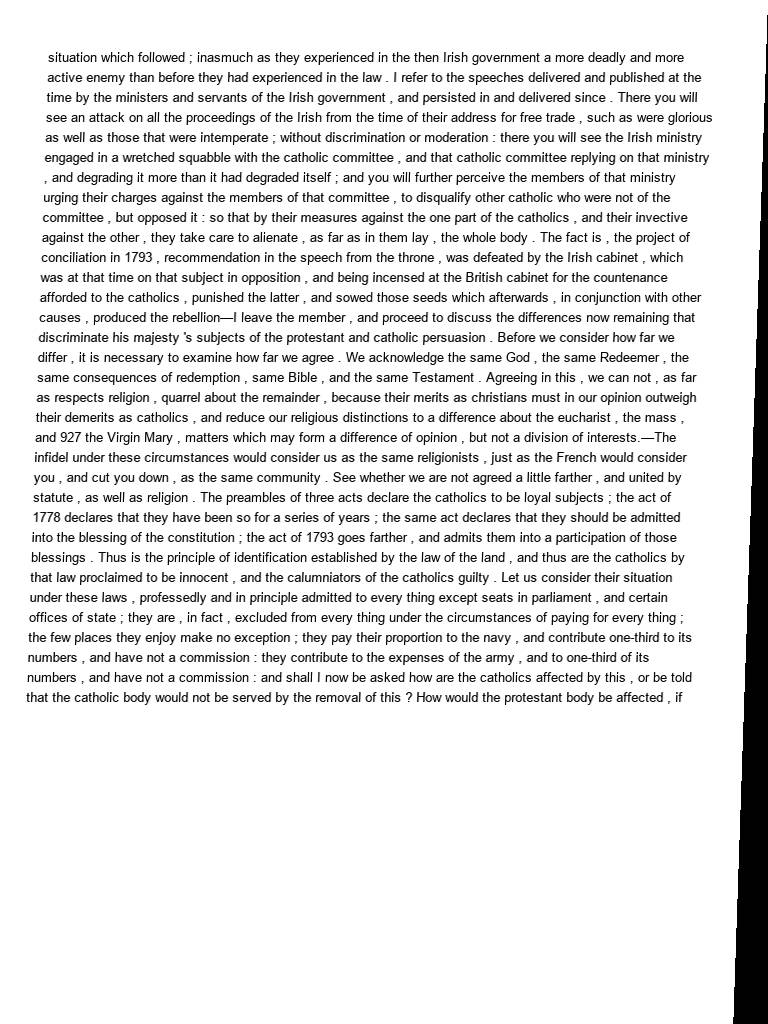 situation which followed ; inasmuch as they experienced in the then Irish government a more deadly and more
active enemy than before they had experienced in the law . I refer to the speeches delivered and published at the
time by the ministers and servants of the Irish government , and persisted in and delivered since . There you will
see an attack on all the proceedings of the Irish from the time of their address for free trade , such as were glorious
as well as those that were intemperate ; without discrimination or moderation : there you will see the Irish ministry
engaged in a wretched squabble with the catholic committee , and that catholic committee replying on that ministry
, and degrading it more than it had degraded itself ; and you will further perceive the members of that ministry
urging their charges against the members of that committee , to disqualify other catholic who were not of the
committee , but opposed it : so that by their measures against the one part of the catholics , and their invective
against the other , they take care to alienate , as far as in them lay , the whole body . The fact is , the project of
conciliation in 1793 , recommendation in the speech from the throne , was defeated by the Irish cabinet , which
was at that time on that subject in opposition , and being incensed at the British cabinet for the countenance
afforded to the catholics , punished the latter , and sowed those seeds which afterwards , in conjunction with other
causes , produced the rebellion—I leave the member , and proceed to discuss the differences now remaining that
discriminate his majesty 's subjects of the protestant and catholic persuasion . Before we consider how far we
differ , it is necessary to examine how far we agree . We acknowledge the same God , the same Redeemer , the
same consequences of redemption , same Bible , and the same Testament . Agreeing in this , we can not , as far
as respects religion , quarrel about the remainder , because their merits as christians must in our opinion outweigh
their demerits as catholics , and reduce our religious distinctions to a difference about the eucharist , the mass ,
and 927 the Virgin Mary , matters which may form a difference of opinion , but not a division of interests.—The
infidel under these circumstances would consider us as the same religionists , just as the French would consider
you , and cut you down , as the same community . See whether we are not agreed a little farther , and united by
statute , as well as religion . The preambles of three acts declare the catholics to be loyal subjects ; the act of
1778 declares that they have been so for a series of years ; the same act declares that they should be admitted
into the blessing of the constitution ; the act of 1793 goes farther , and admits them into a participation of those
blessings . Thus is the principle of identification established by the law of the land , and thus are the catholics by
that law proclaimed to be innocent , and the calumniators of the catholics guilty . Let us consider their situation
under these laws , professedly and in principle admitted to every thing except seats in parliament , and certain
offices of state ; they are , in fact , excluded from every thing under the circumstances of paying for every thing ;
the few places they enjoy make no exception ; they pay their proportion to the navy , and contribute one-third to its
numbers , and have not a commission : they contribute to the expenses of the army , and to one-third of its
numbers , and have not a commission : and shall I now be asked how are the catholics affected by this , or be told
that the catholic body would not be served by the removal of this ? How would the protestant body be affected , if